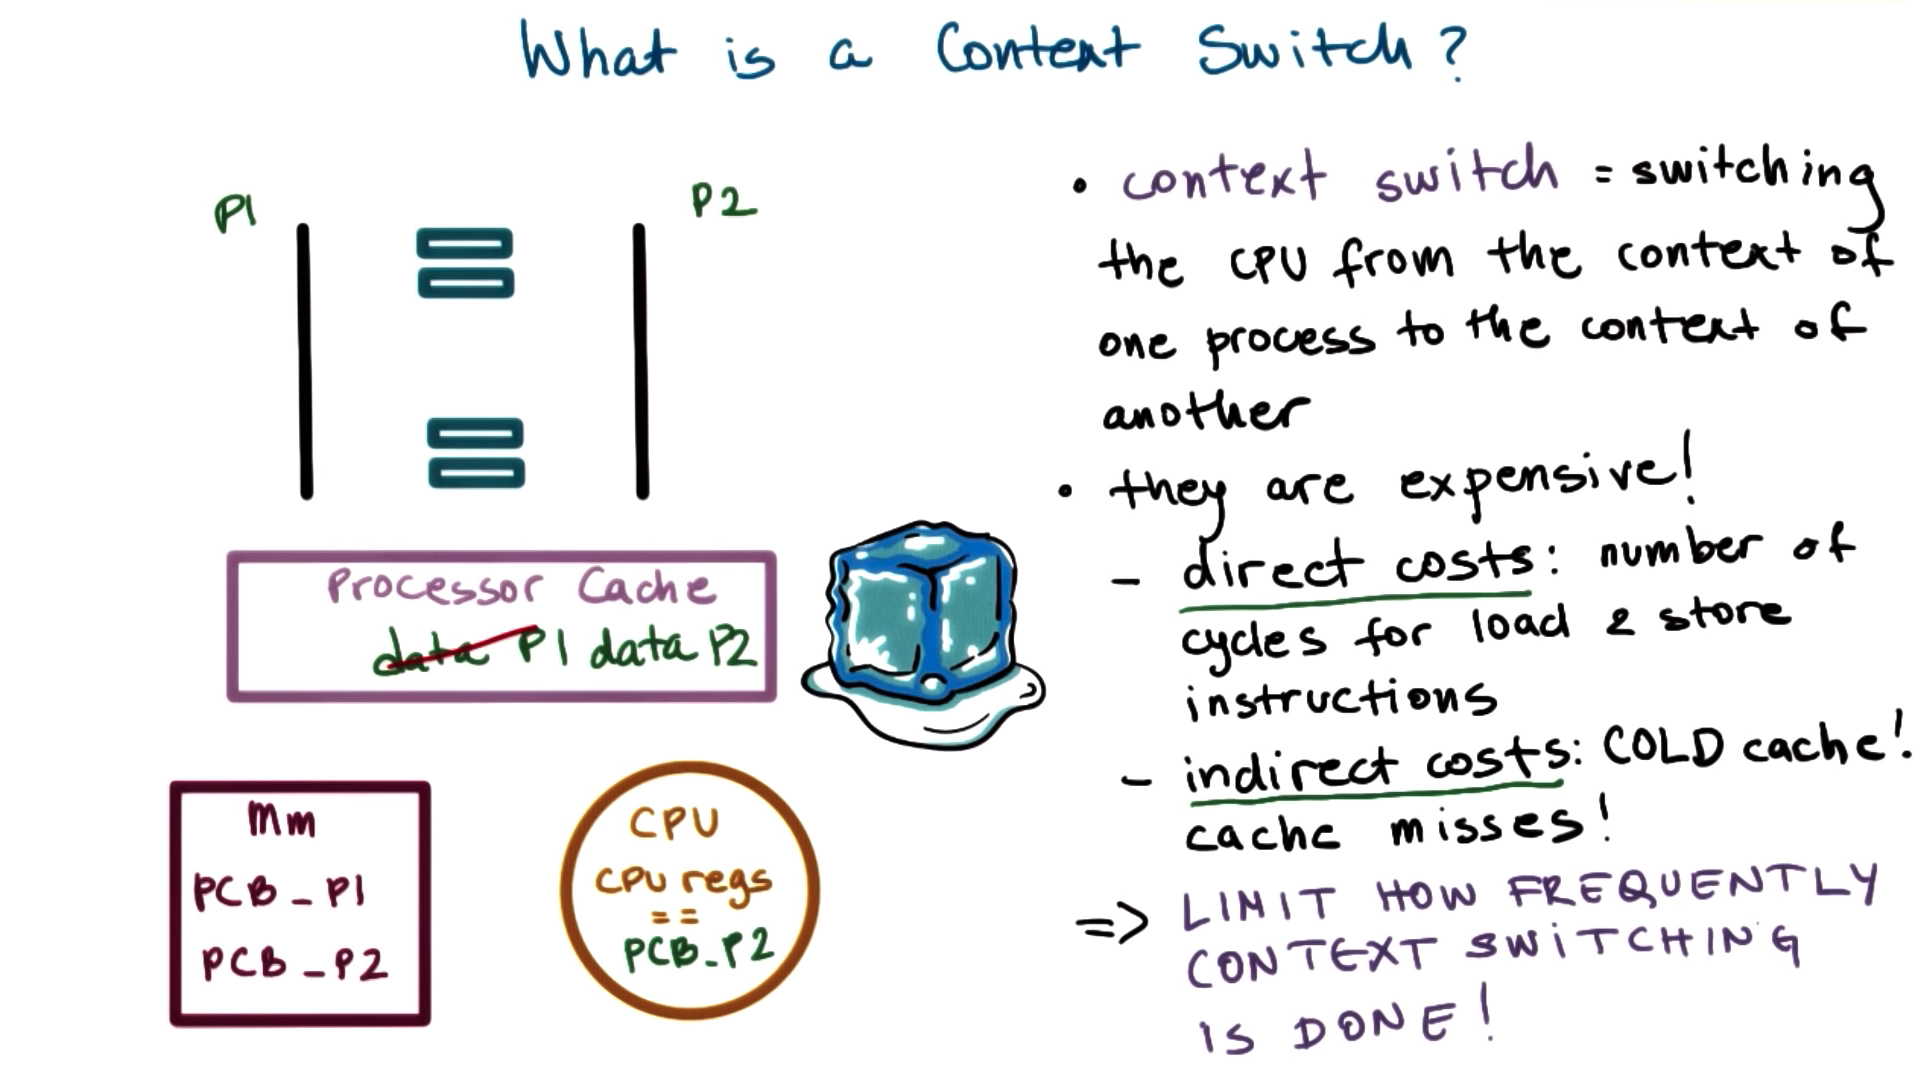 What is a Context Switch?
P1
P2
Processor Cache
data P1 data P2
Mm
PCB_P1
PCB_P2
CPU
CPU regs
==
PCB_P2
• context switch = switching
the CPU from the context of
one process to the context of
another
• they are expensive!
- direct costs: number of
cycles for load & store
instructions
- indirect costs: COLD cache!
cache misses!
=> LIMIT HOW FREQUENTLY
CONTEXT SWITCHING
IS DONE!